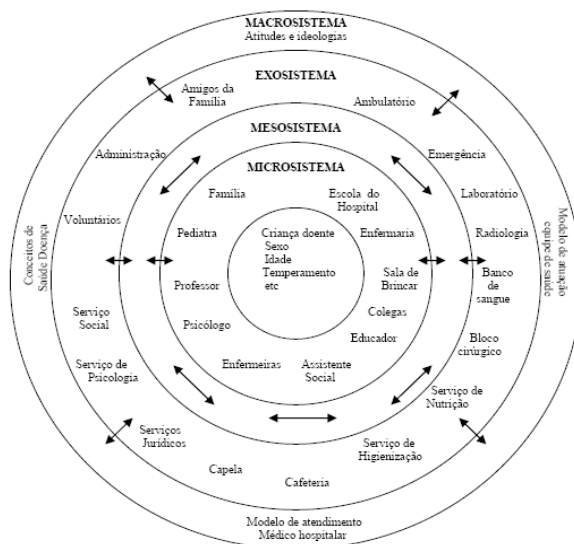 MACROSISTEMA
Atitudes e ideologias
EXOSISTEMA
Amigos da
Família
Ambulatório
MESOSISTEMA
Administração
Emergência
MICROSISTEMA
Família
Escola do
Hospital
Laboratório
Voluntários
Pediatra
Criança doente
Sexo
Idade
Temperamento
etc
Enfermaria
Radiologia
Conceitos de
Saúde Doença
Modelo de atuação
equipe de saúde
Professor
Sala de
Brincar
Banco
de
sangue
Serviço
Social
Psicólogo
Colegas
Educador
Bloco
cirúrgico
Serviço de
Psicologia
Enfermeiras
Assistente
Social
Serviço de
Nutrição
Serviços
Jurídicos
Serviço de
Higienização
Capela
Cafeteria
Modelo de atendimento
Médico hospitalar